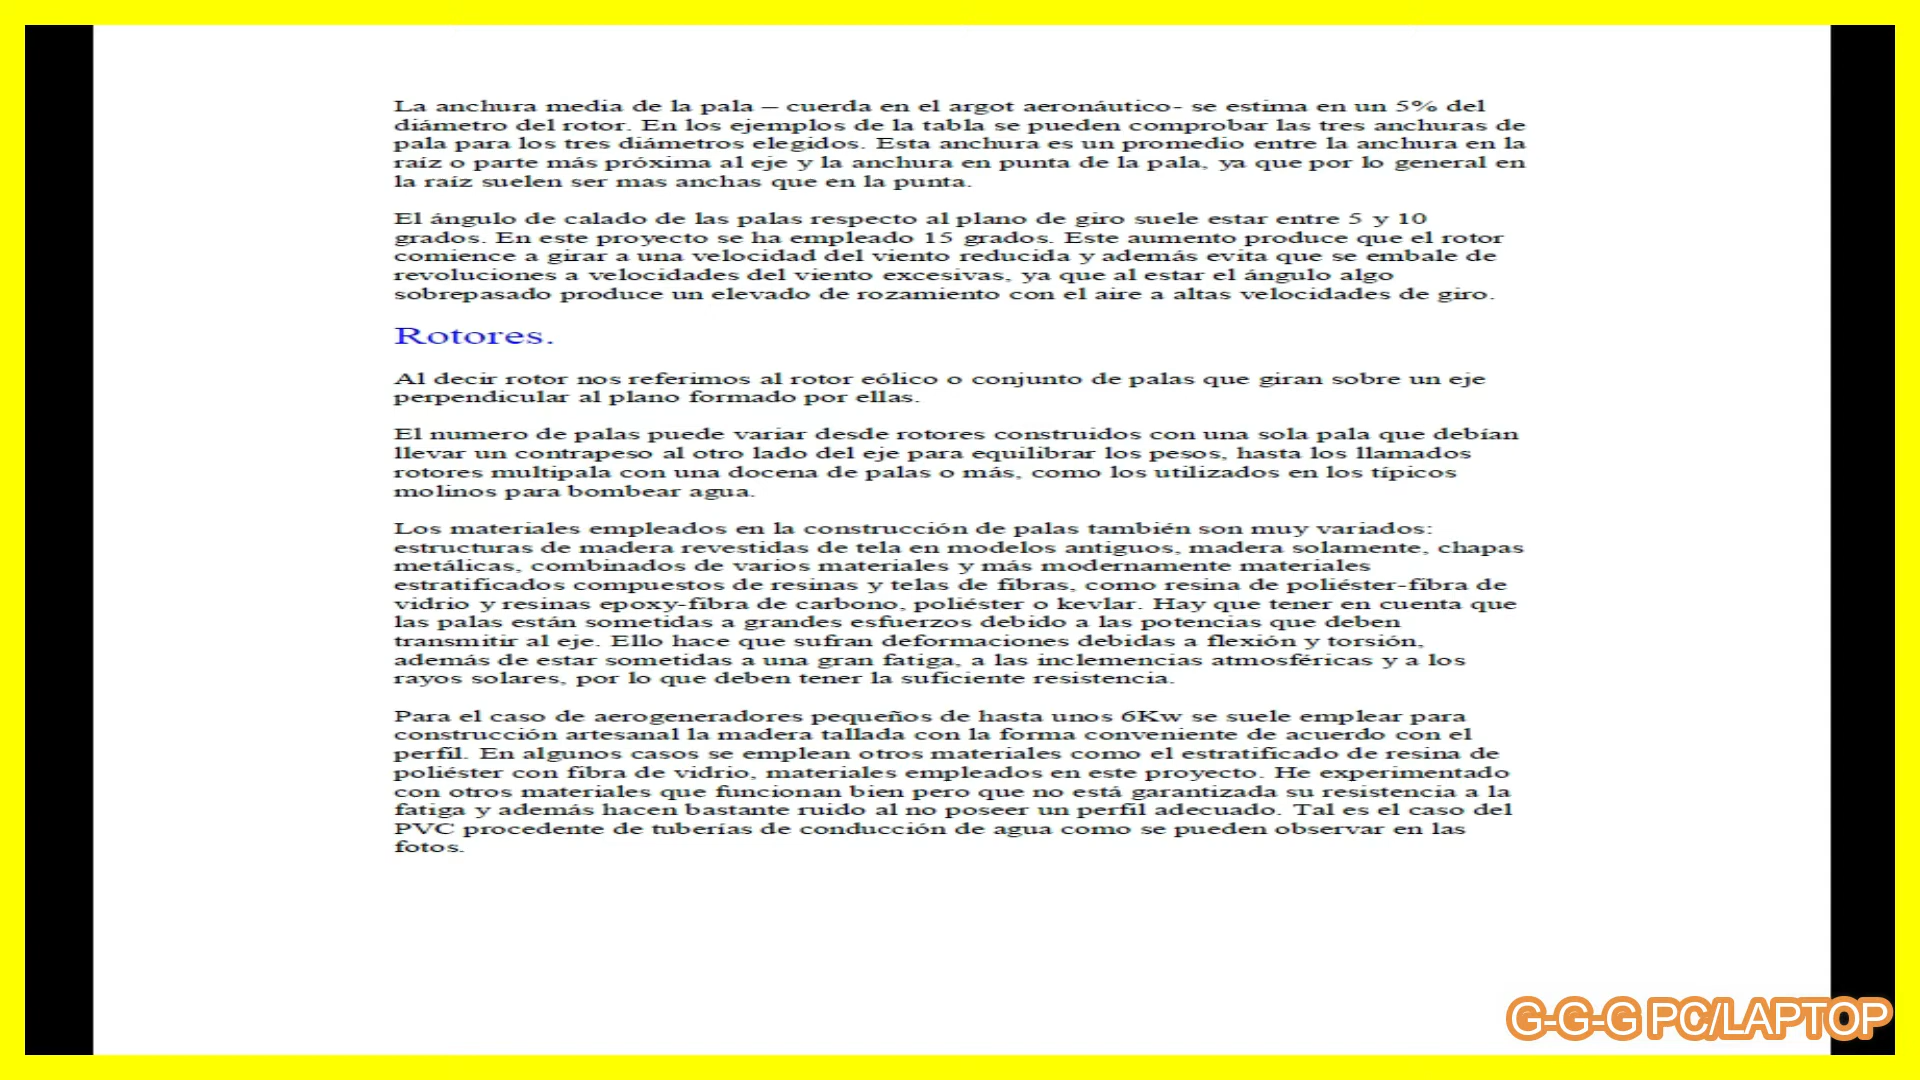 La anchura media de la pala – cuerda en el argot aeronáutico- se estima en un 5% del
diámetro del rotor. En los ejemplos de la tabla se pueden comprobar las tres anchuras de
pala para los tres diámetros elegidos. Esta anchura es un promedio entre la anchura en la
raíz o parte más próxima al eje y la anchura en punta de la pala, ya que por lo general en
la raíz suelen ser mas anchas que en la punta.
El ángulo de calado de las palas respecto al plano de giro suele estar entre 5 y 10
grados. En este proyecto se ha empleado 15 grados. Este aumento produce que el rotor
comience a girar a una velocidad del viento reducida y además evita que se embale de
revoluciones a velocidades del viento excesivas, ya que al estar el ángulo algo
sobrepasado produce un elevado de rozamiento con el aire a altas velocidades de giro.
Rotores.
Al decir rotor nos referimos al rotor eólico o conjunto de palas que giran sobre un eje
perpendicular al plano formado por ellas.
El numero de palas puede variar desde rotores construidos con una sola pala que debían
llevar un contrapeso al otro lado del eje para equilibrar los pesos, hasta los llamados
rotores multipala con una docena de palas o más, como los utilizados en los típicos
molinos para bombear agua.
Los materiales empleados en la construcción de palas también son muy variados:
estructuras de madera revestidas de tela en modelos antiguos, madera solamente, chapas
metálicas, combinados de varios materiales y más modernamente materiales
estratificados compuestos de resinas y telas de fibras, como resina de poliéster-fibra de
vidrio y resinas epoxy-fibra de carbono, poliéster o kevlar. Hay que tener en cuenta que
las palas están sometidas a grandes esfuerzos debido a las potencias que deben
transmitir al eje. Ello hace que sufran deformaciones debidas a flexión y torsión,
además de estar sometidas a una gran fatiga, a las inclemencias atmosféricas y a los
rayos solares, por lo que deben tener la suficiente resistencia.
Para el caso de aerogeneradores pequeños de hasta unos 6Kw se suele emplear para
construcción artesanal la madera tallada con la forma conveniente de acuerdo con el
perfil. En algunos casos se emplean otros materiales como el estratificado de resina de
poliéster con fibra de vidrio, materiales empleados en este proyecto. He experimentado
con otros materiales que funcionan bien pero que no está garantizada su resistencia a la
fatiga y además hacen bastante ruido al no poseer un perfil adecuado. Tal es el caso del
PVC procedente de tuberías de conducción de agua como se pueden observar en las
fotos.
G-G-G PC/LAPTOP